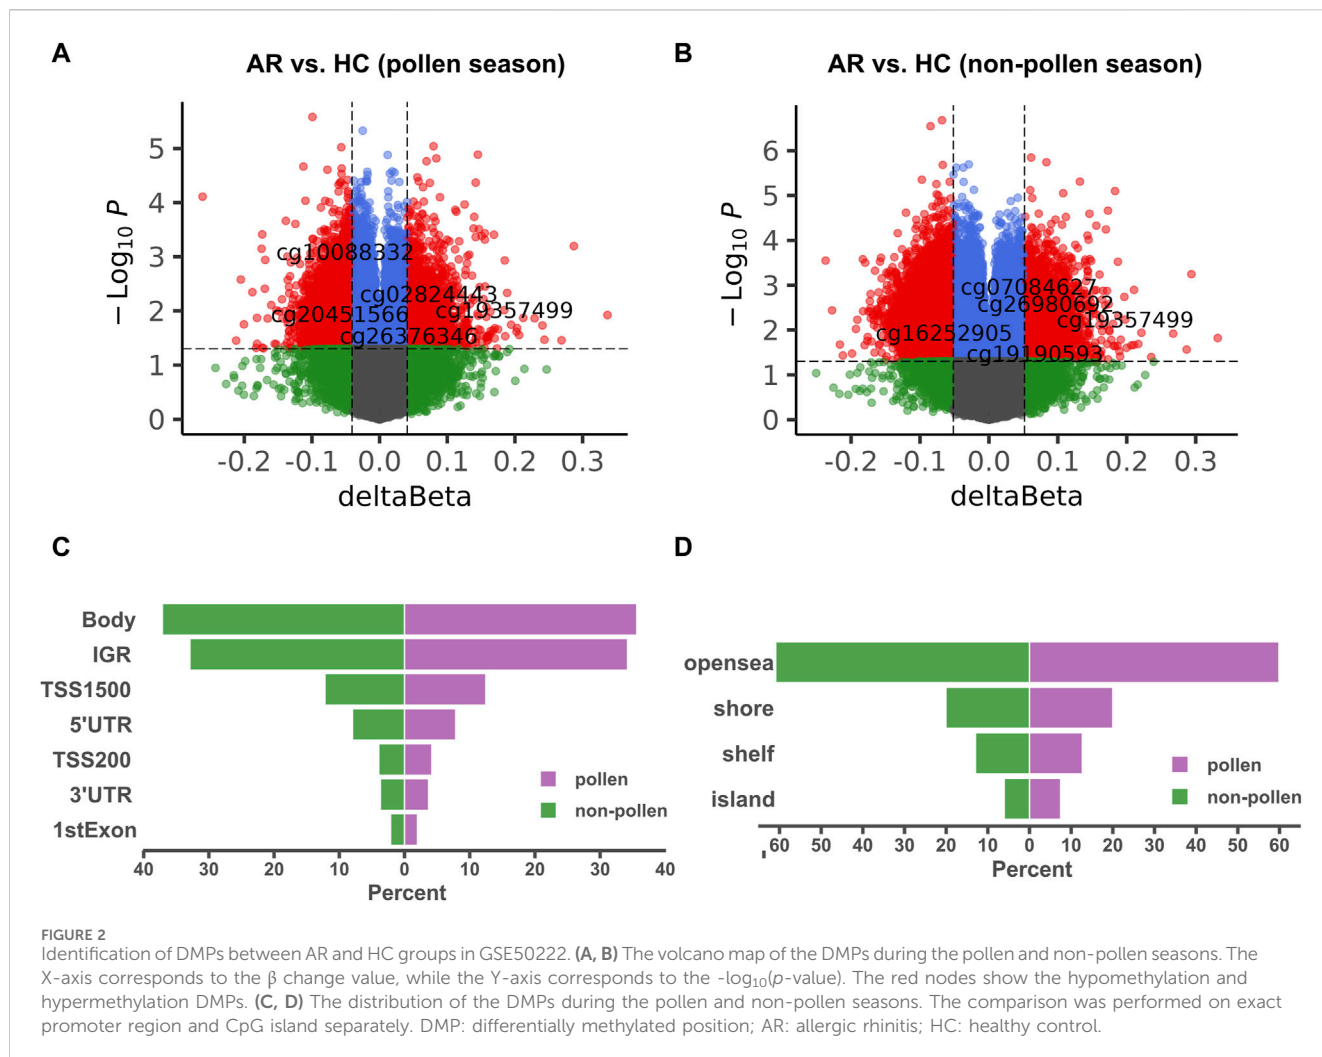 A
AR vs. HC (pollen season)
− Log10 P
5
4
3
2
1
0
cg10088332
cg02824443
cg20451566
cg19357499
cg26376346
-0.2 -0.1 0.0 0.1 0.2 0.3
deltaBeta
B
AR vs. HC (non-pollen season)
− Log10 P
6
5
4
3
2
1
0
cg07084627
cg26980692
cg19357499
cg16252905
cg19190593
-0.2 -0.1 0.0 0.1 0.2 0.3
deltaBeta
C
Body
IGR
TSS1500
5'UTR
TSS200
3'UTR
1stExon
pollen
non-pollen
40 30 20 10 0 10 20 30 40
Percent
D
opensea
shore
shelf
island
pollen
non-pollen
60 50 40 30 20 10 0 10 20 30 40 50 60
Percent
FIGURE 2
Identification of DMPs between AR and HC groups in GSE50222. (A, B) The volcano map of the DMPs during the pollen and non-pollen seasons. The
X-axis corresponds to the β change value, while the Y-axis corresponds to the -log10(p-value). The red nodes show the hypomethylation and
hypermethylation DMPs. (C, D) The distribution of the DMPs during the pollen and non-pollen seasons. The comparison was performed on exact
promoter region and CpG island separately. DMP: differentially methylated position; AR: allergic rhinitis; HC: healthy control.